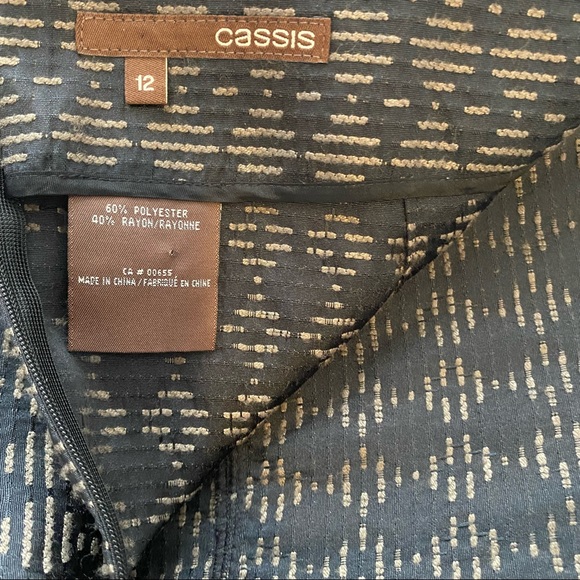 cassis
12
60% POLYESTER
40% RAYON/RAYONNE
CA # 00655
MADE IN CHINA/FABRIQUÉ EN CHINE